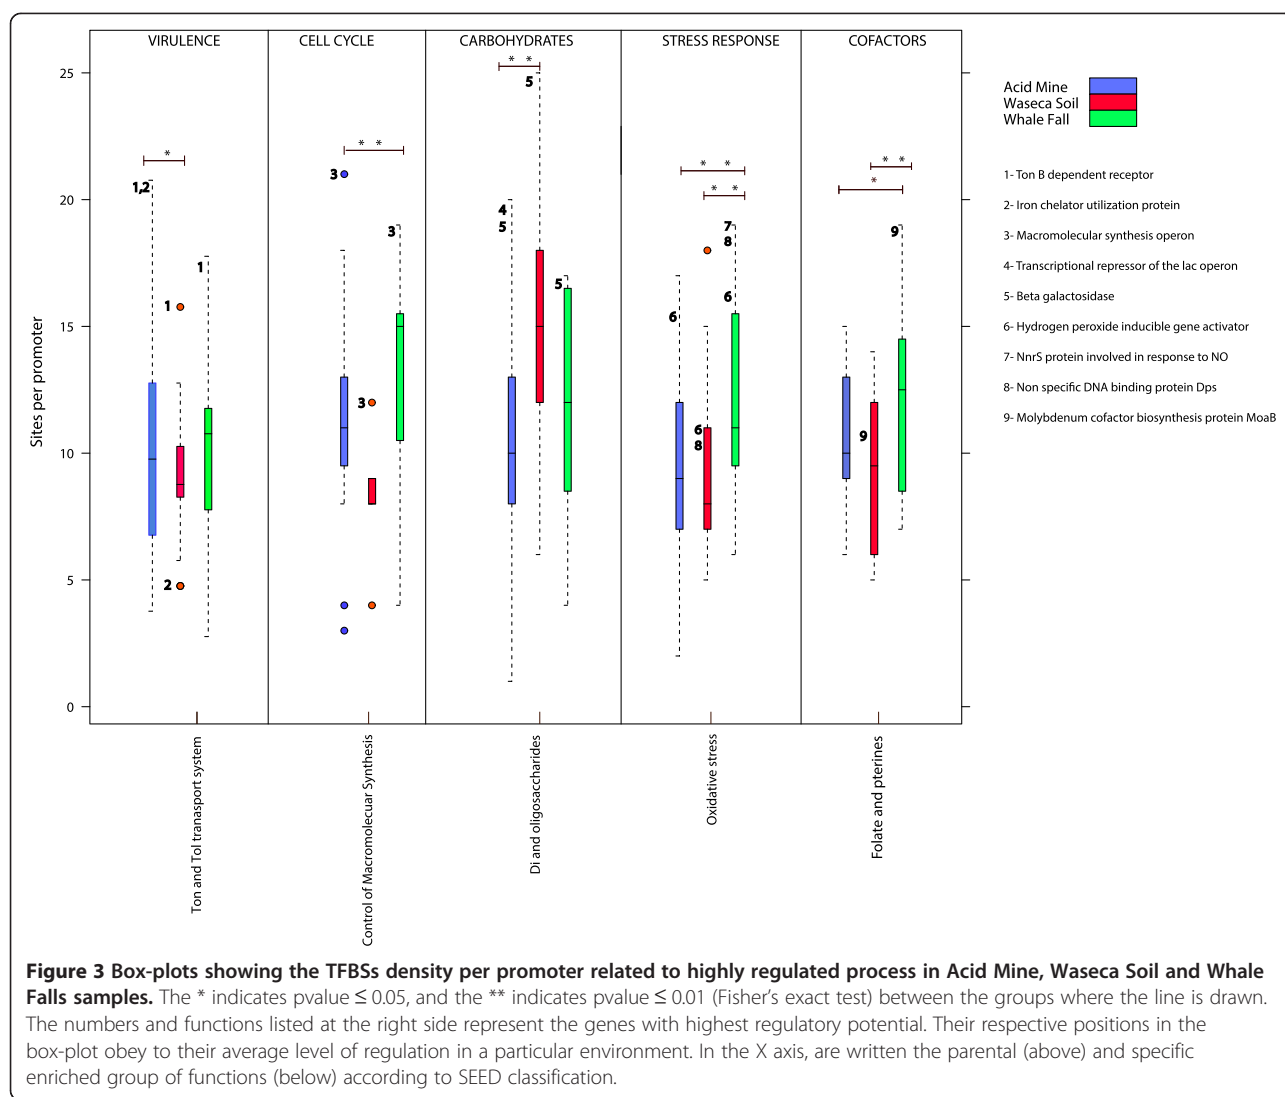 VIRULENCE CELL CYCLE CARBOHYDRATES STRESS RESPONSE COFACTORS
Sites per promoter
25
20
15
10
5
0
* *
5
*
1,2
1
1
2
* *
3
3
3
4
5
5
* *
* *
7
8
6
6
6
8
* *
*
9
9
Acid Mine
Waseca Soil
Whale Fall
1- Ton B dependent receptor
2- Iron chelator utilization protein
3- Macromolecular synthesis operon
4- Transcriptional repressor of the lac operon
5- Beta galactosidase
6- Hydrogen peroxide inducible gene activator
7- NnrS protein involved in response to NO
8- Non specific DNA binding protein Dps
9- Molybdenum cofactor biosynthesis protein MoaB
Ton and Tol tranasport system
Control of Macromolecuar Synthesis
Di and oligosaccharides
Oxidative stress
Folate and pterines
Figure 3 Box-plots showing the TFBSs density per promoter related to highly regulated process in Acid Mine, Waseca Soil and Whale
Falls samples. The * indicates pvalue ≤ 0.05, and the ** indicates pvalue ≤ 0.01 (Fisher's exact test) between the groups where the line is drawn.
The numbers and functions listed at the right side represent the genes with highest regulatory potential. Their respective positions in the
box-plot obey to their average level of regulation in a particular environment. In the X axis, are written the parental (above) and specific
enriched group of functions (below) according to SEED classification.